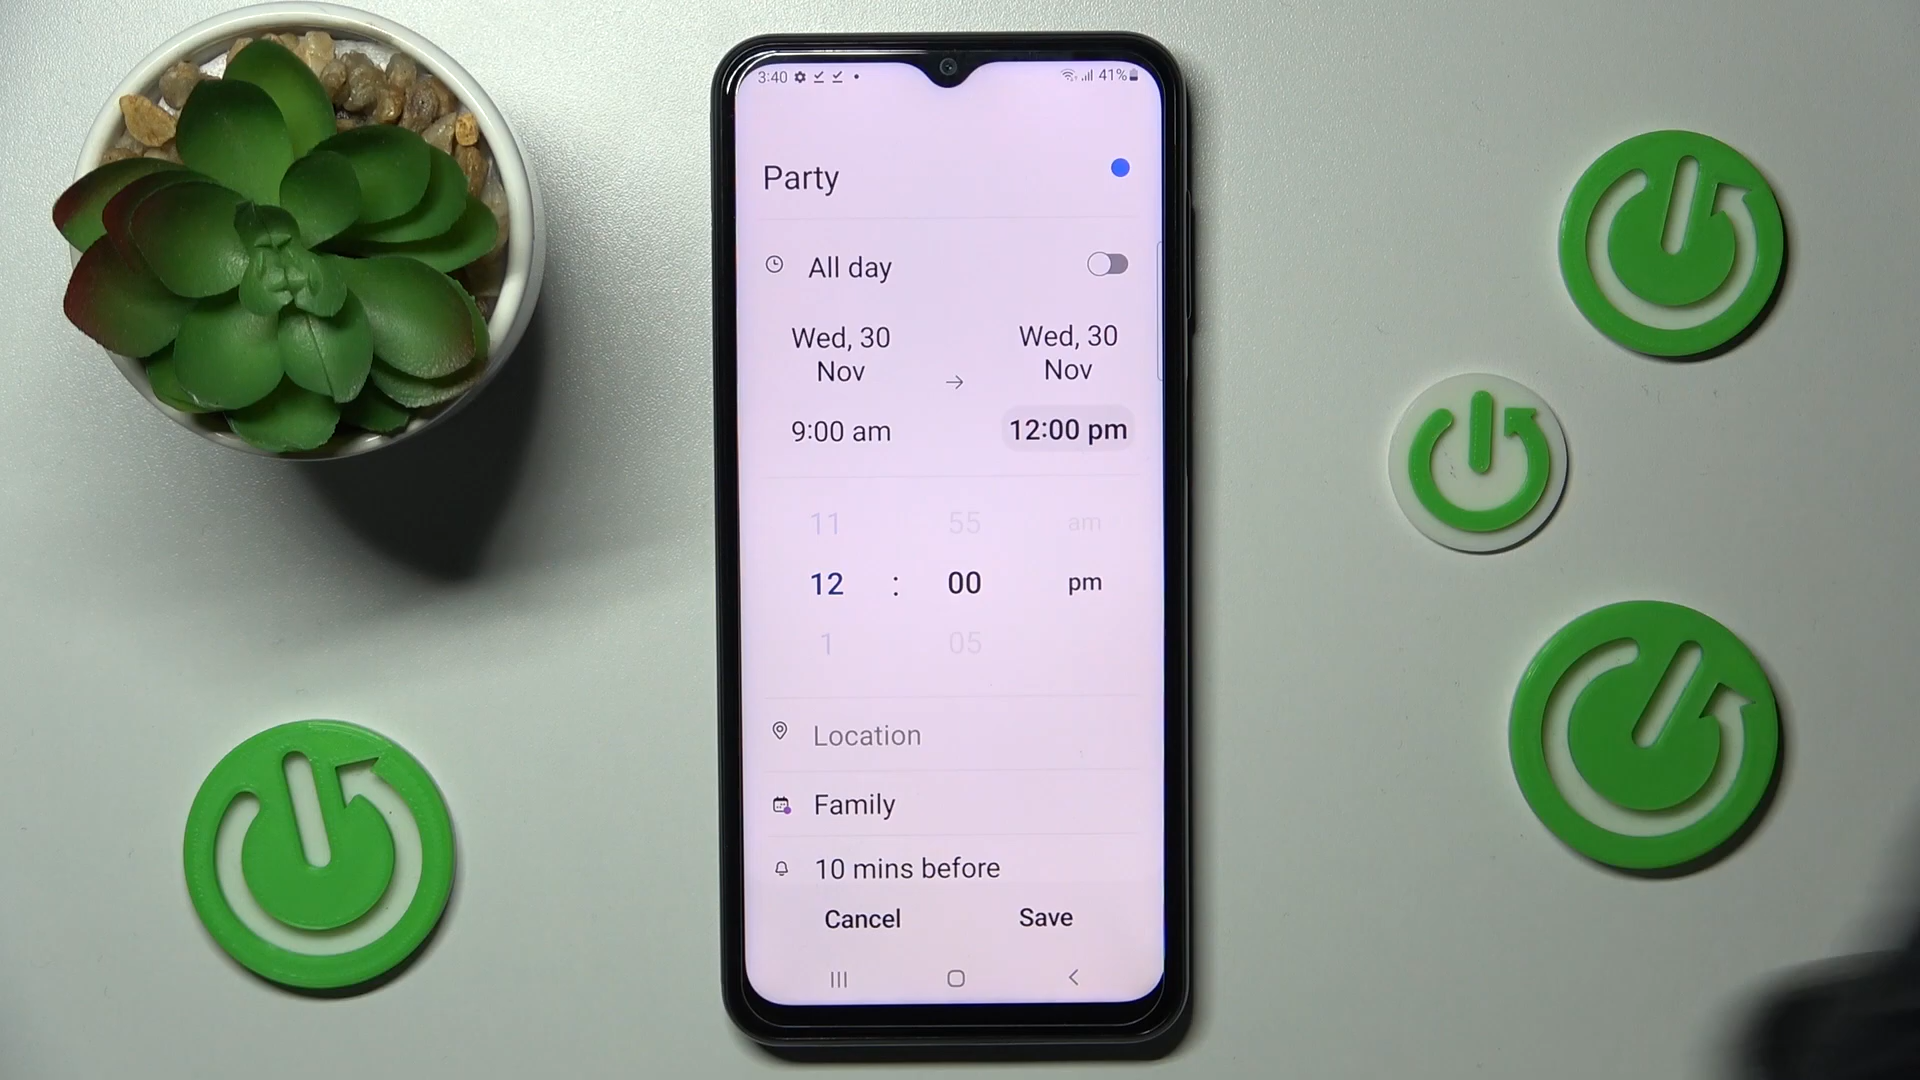 3:40 41%
Party
All day
Wed, 30 Nov
Wed, 30 Nov
9:00 am 12:00 pm
11 55 am
12 : 00 pm
1 05
Location
Family
10 mins before
Cancel Save